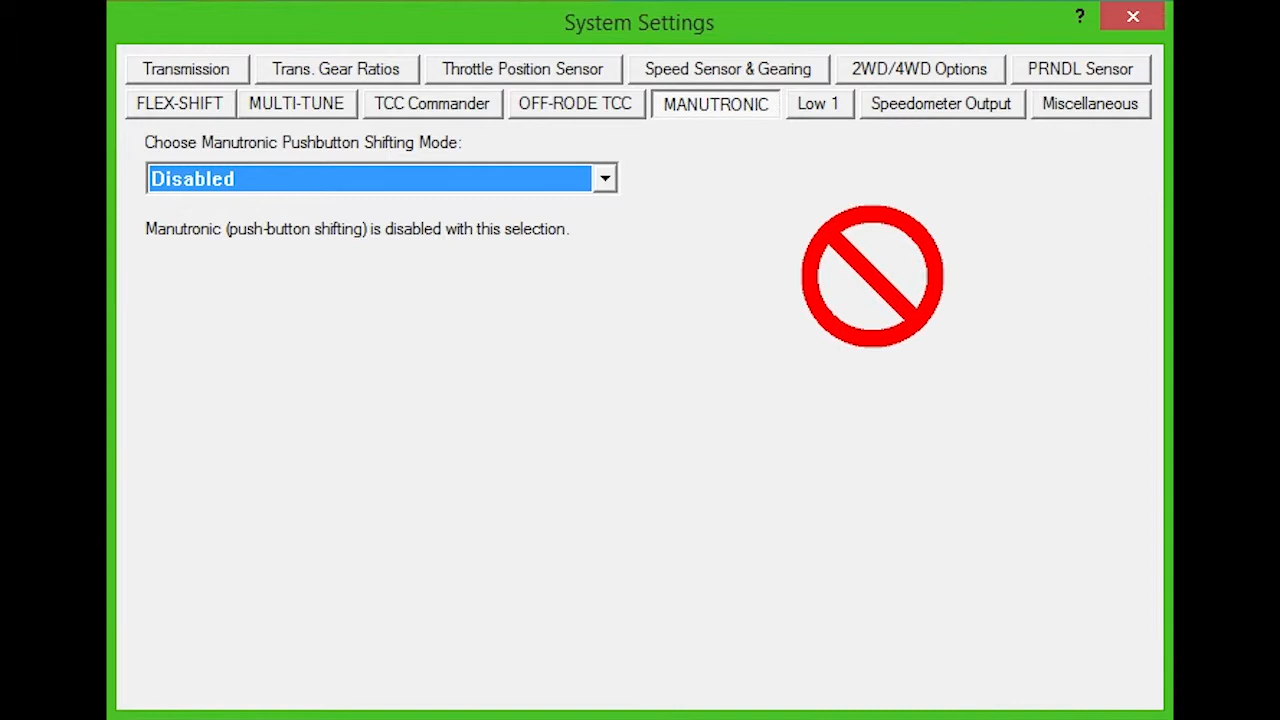 System Settings
?
Transmission Trans. Gear Ratios Throttle Position Sensor Speed Sensor & Gearing 2WD/4WD Options PRNDL Sensor
FLEX-SHIFT MULTI-TUNE TCC Commander OFF-RODE TCC MANUTRONIC Low 1 Speedometer Output Miscellaneous
Choose Manutronic Pushbutton Shifting Mode:
Disabled
Manutronic (push-button shifting) is disabled with this selection.